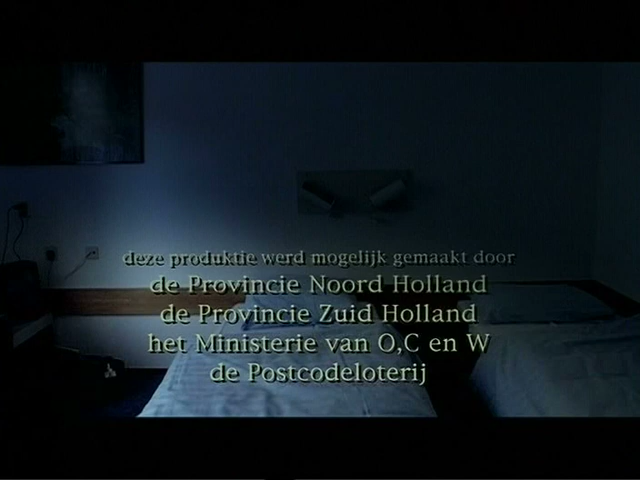 deze produktie werd mogelijk gemaakt door
de Provincie Noord Holland
de Provincie Zuid Holland
het Ministerie van O,C en W
de Postcodeloterij